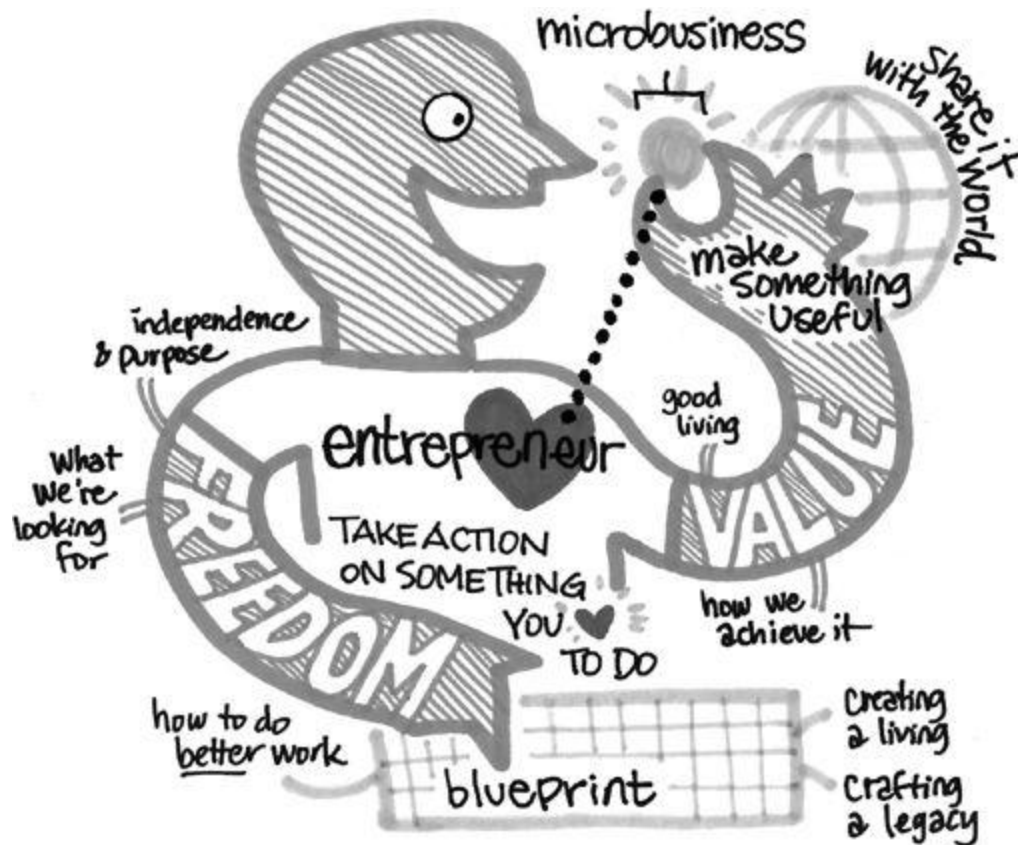 microbusiness
share it
with the world
make
something
useful
independence
& purpose
good
living
entrepreneur
what
we're
looking
for
FREEDOM
VALUE
TAKE ACTION
ON SOMETHING
YOU ♥
TO DO
how we
achieve it
how to do
better work
blueprint
creating
a living
crafting
a legacy